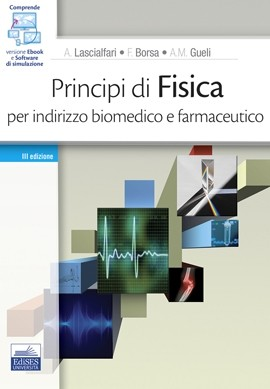 Comprende
versione Ebook
e Software
di simulazione
A. Lascialfari • F. Borsa • A.M. Gueli
Principi di Fisica
per indirizzo biomedico e farmaceutico
III edizione
EdiSES
UNIVERSITÀ